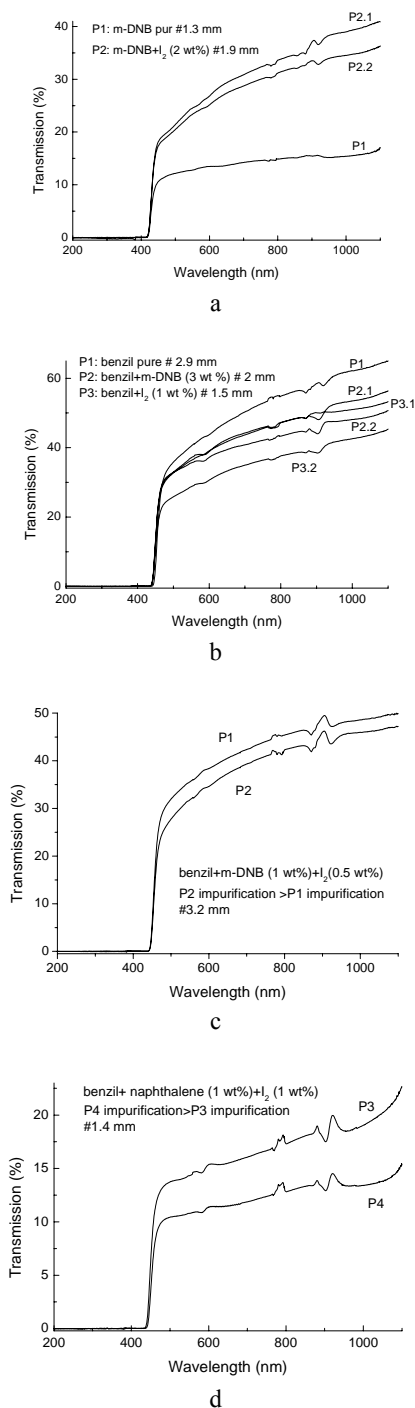 P1: m-DNB pur #1.3 mm
P2: m-DNB+I2 (2 wt%) #1.9 mm
P2.1
P2.2
P1
40
30
20
10
0
Transmission (%)
200 400 600 800 1000
Wavelength (nm)
a
P1: benzil pure # 2.9 mm
P2: benzil+m-DNB (3 wt %) # 2 mm
P3: benzil+I2 (1 wt %) # 1.5 mm
P1
P2.1
P3.1
P2.2
P3.2
60
40
20
0
Transmission (%)
200 400 600 800 1000
Wavelength (nm)
b
50
40
30
20
10
0
Transmission (%)
P1
P2
benzil+m-DNB (1 wt%)+I2(0.5 wt%)
P2 impurification >P1 impurification
#3.2 mm
200 400 600 800 1000
Wavelength (nm)
c
benzil+ naphthalene (1 wt%)+I2 (1 wt%)
P4 impurification>P3 impurification
#1.4 mm
P3
P4
20
15
10
5
0
Transmission (%)
200 400 600 800 1000
Wavelength (nm)
d